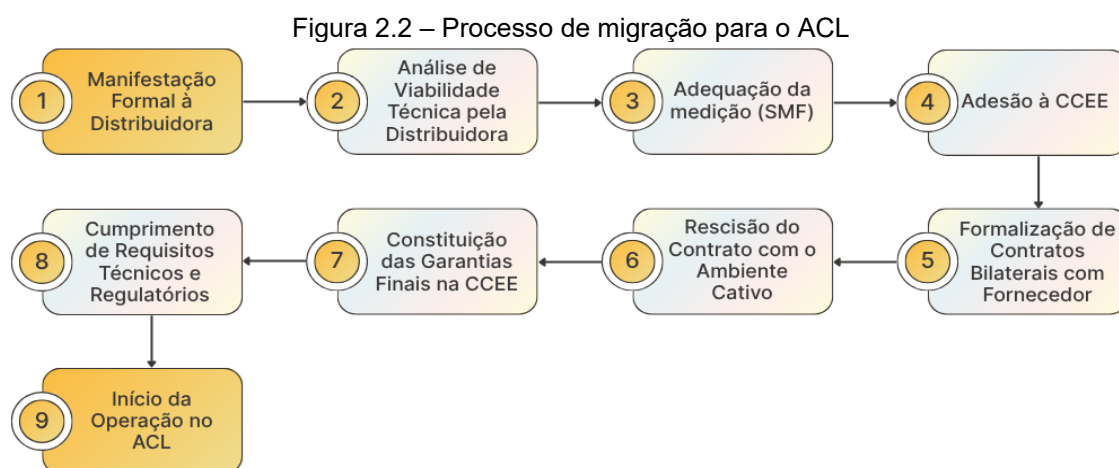 Figura 2.2 – Processo de migração para o ACL
1
Manifestação
Formal à
Distribuidora
2
Análise de
Viabilidade
Técnica pela
Distribuidora
3
Adequação da
medição (SMF)
4
Adesão à CCEE
8
Cumprimento
de Requisitos
Técnicos e
Regulatórios
7
Constituição
das Garantias
Finais na CCEE
6
Rescisão do
Contrato com o
Ambiente
Cativo
5
Formalização de
Contratos
Bilaterais com
Fornecedor
9
Início da
Operação no
ACL